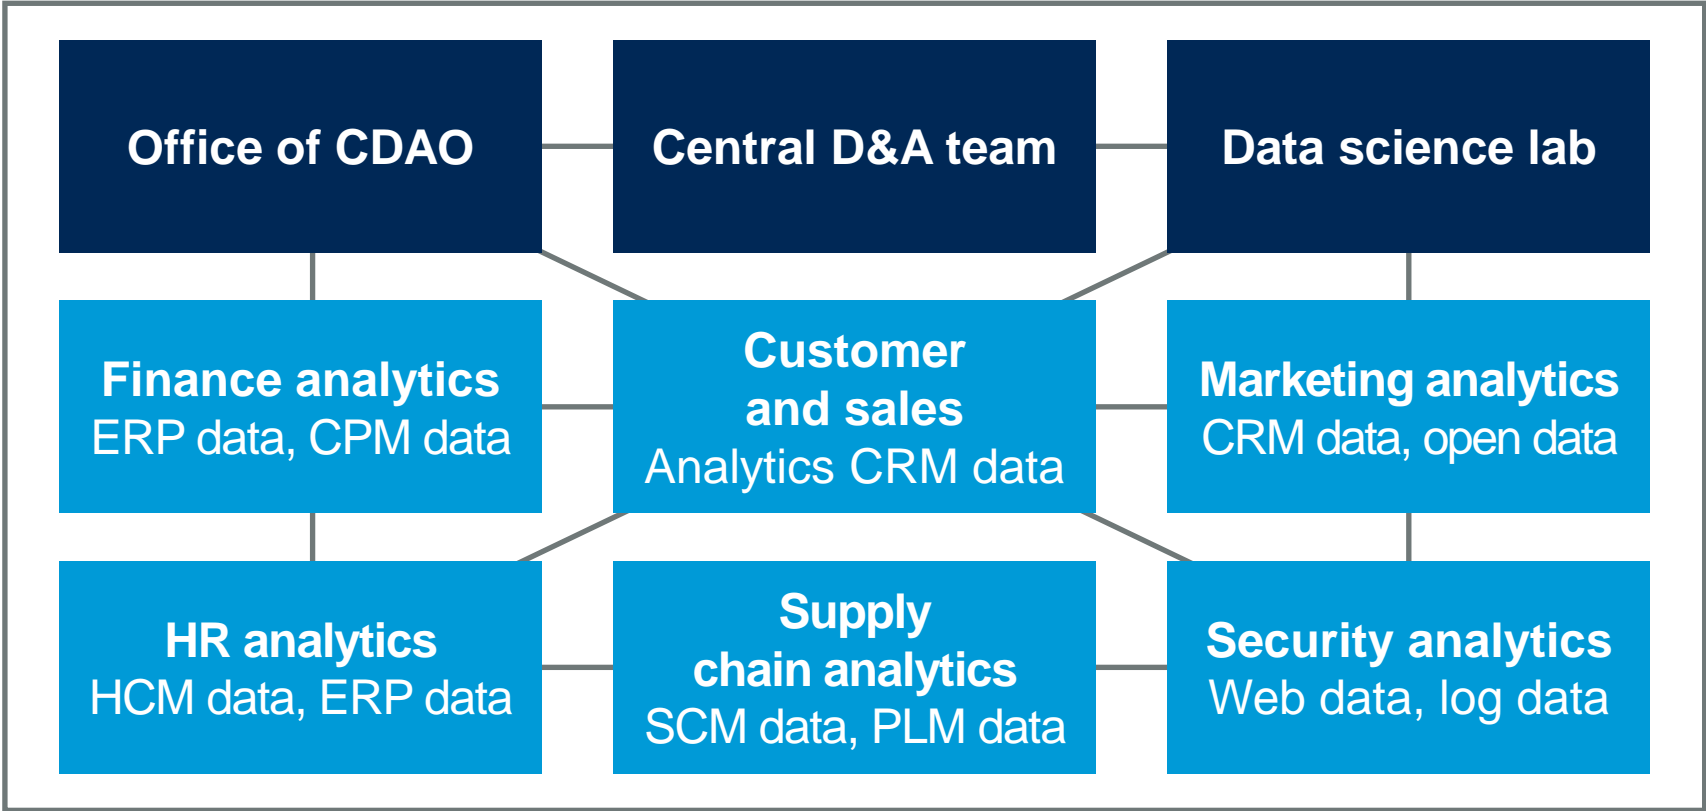 Office of CDAO
Central D&A team
Data science lab
Finance analytics
ERP data, CPM data
Customer
and sales
Analytics CRM data
Marketing analytics
CRM data, open data
HR analytics
HCM data, ERP data
Supply
chain analytics
SCM data, PLM data
Security analytics
Web data, log data